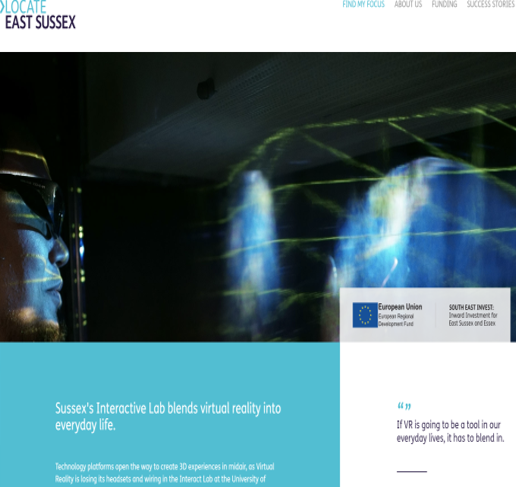 LOCATE
EAST SUSSEX
FIND MY FOCUS ABOUT US FUNDING SUCCESS STORIES
European Union
European Regional
Development Fund
SOUTH EAST INVEST:
Inward Investment for
East Sussex and Essex
Sussex's Interactive Lab blends virtual reality into
everyday life.
Technology platforms open the way to create 3D experiences in midair, as Virtual
Reality is losing its headsets and wiring in the Interact Lab at the University of
“ ”
If VR is going to be a tool in our
everyday lives, it has to blend in.